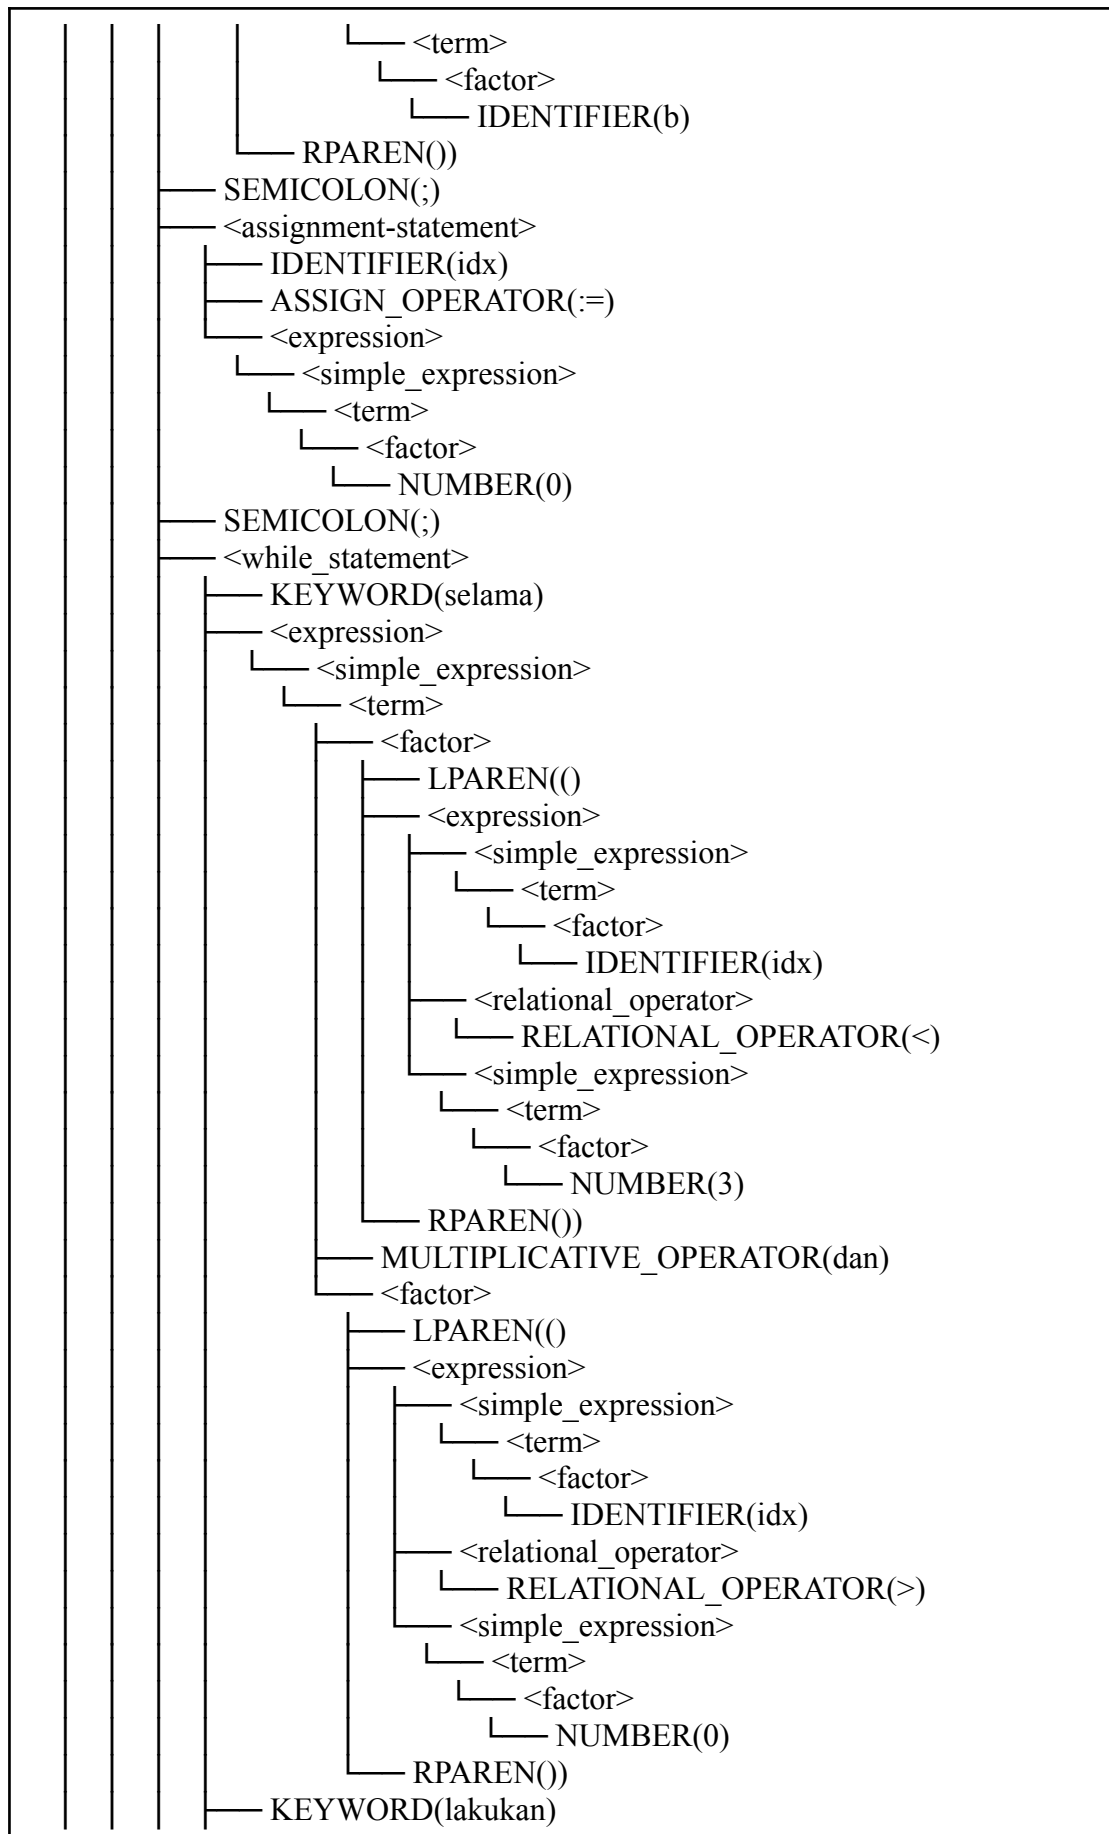 <term>
<factor>
IDENTIFIER(b)
RPAREN())
SEMICOLON(;)
<assignment-statement>
IDENTIFIER(idx)
ASSIGN_OPERATOR(:=)
<expression>
<simple_expression>
<term>
<factor>
NUMBER(0)
SEMICOLON(;)
<while_statement>
KEYWORD(selama)
<expression>
<simple_expression>
<term>
<factor>
LPAREN(()
<expression>
<simple_expression>
<term>
<factor>
IDENTIFIER(idx)
<relational_operator>
RELATIONAL_OPERATOR(<)
<simple_expression>
<term>
<factor>
NUMBER(3)
RPAREN())
MULTIPLICATIVE_OPERATOR(dan)
<factor>
LPAREN(()
<expression>
<simple_expression>
<term>
<factor>
IDENTIFIER(idx)
<relational_operator>
RELATIONAL_OPERATOR(>)
<simple_expression>
<term>
<factor>
NUMBER(0)
RPAREN())
KEYWORD(lakukan)